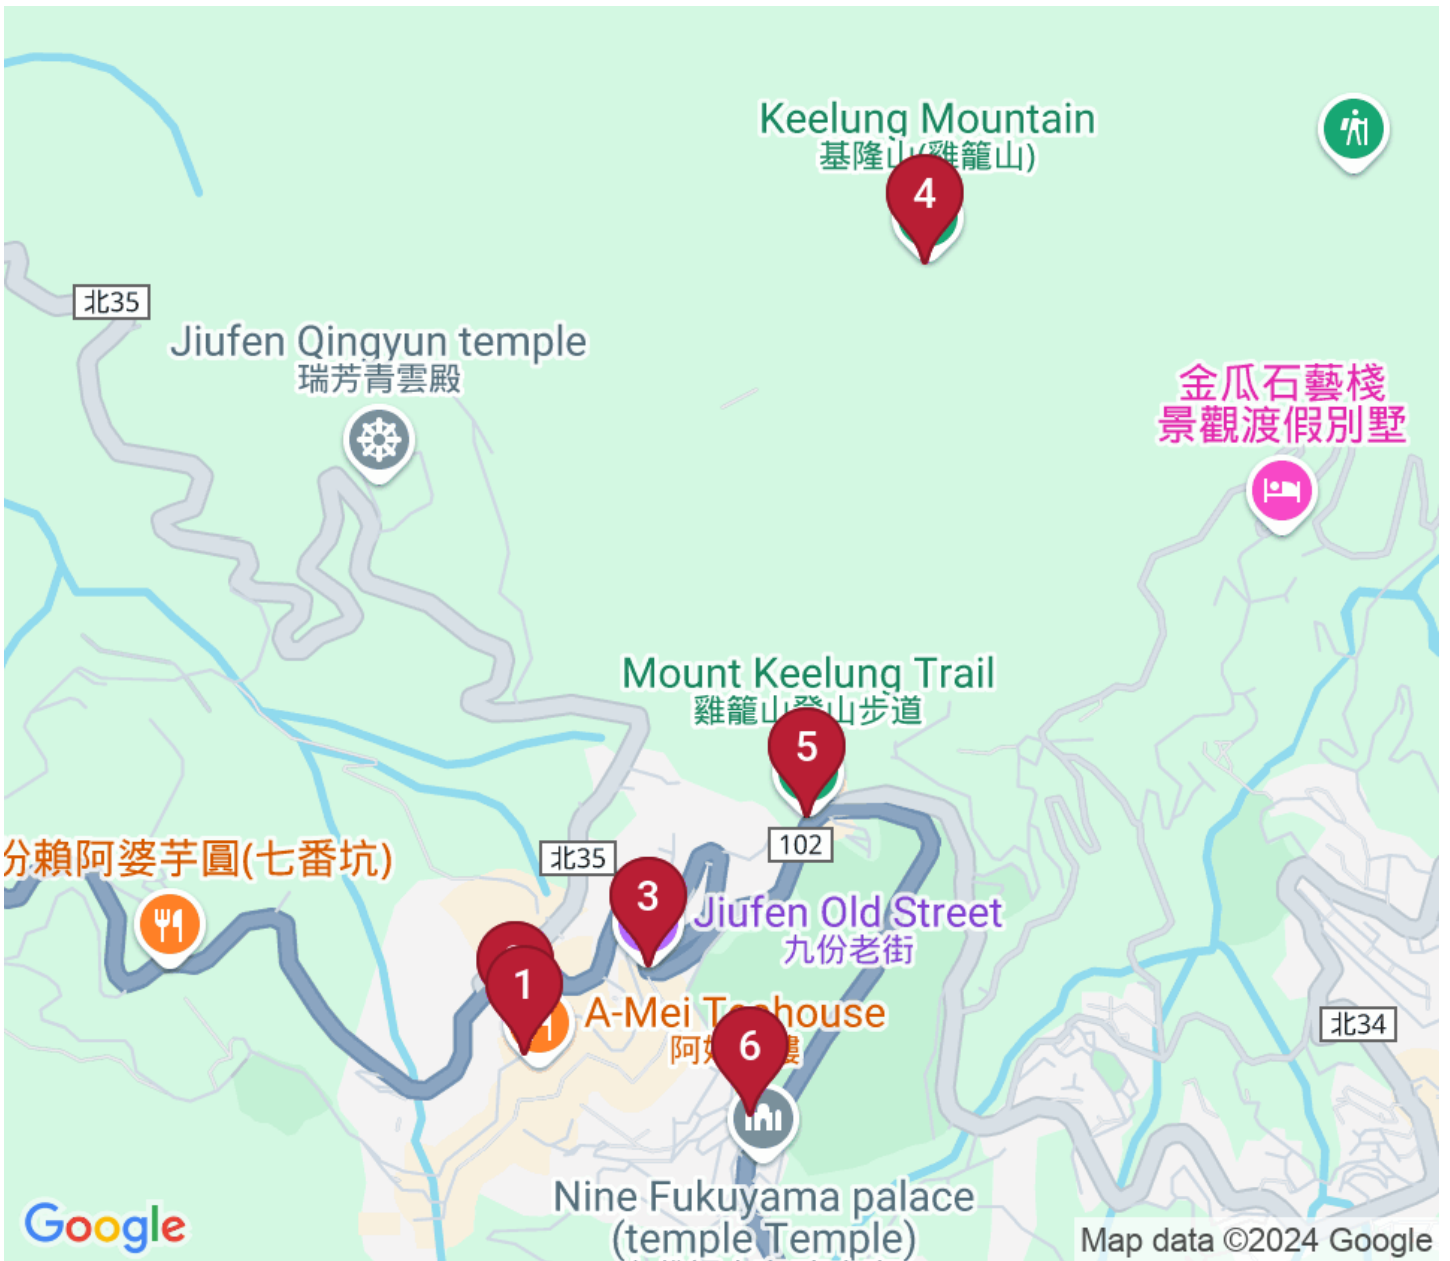 Keelung Mountain
基隆山(雞籠山)
4
北35
Jiufen Qingyun temple
瑞芳青雲殿
金瓜石藝棧
景觀渡假別墅
Mount Keelung Trail
雞籠山登山步道
5
102
份賴阿婆芋圓(七番坑)
北35
3
Jiufen Old Street
九份老街
1
A-Mei Teahouse
北34
6
Nine Fukuyama palace
(temple Temple)
Google
Map data ©2024 Google